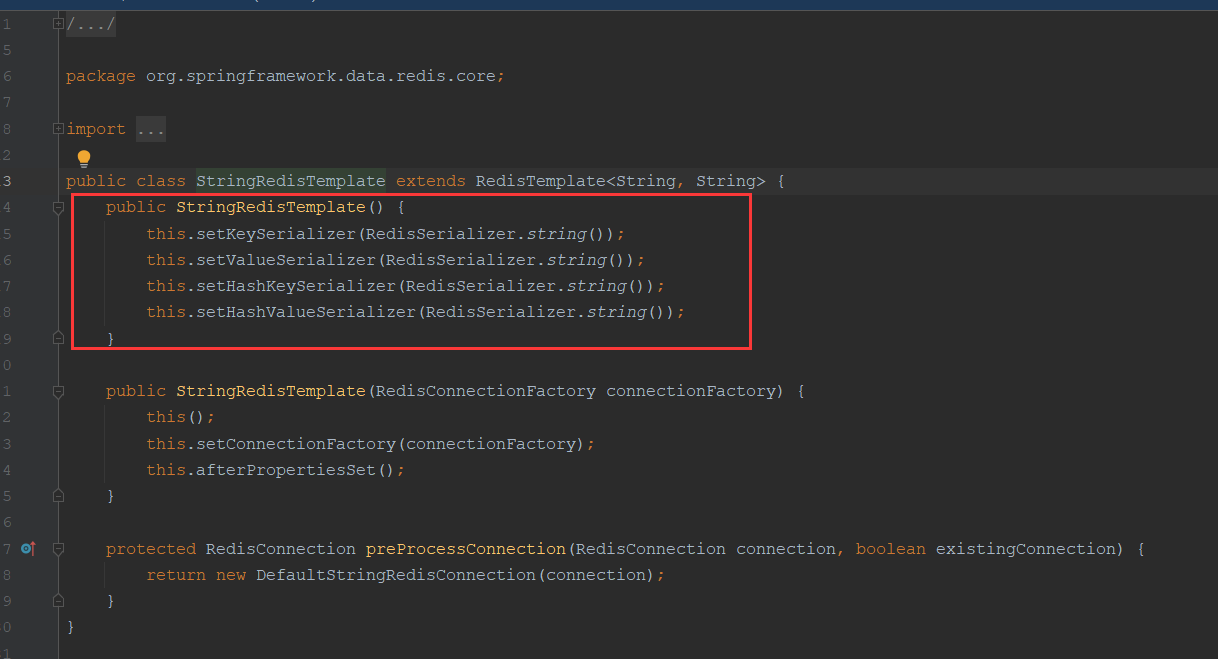 1 /.../
5
6 package org.springframework.data.redis.core;
7
8 import ...
2
3 public class StringRedisTemplate extends RedisTemplate<String, String> {
4 public StringRedisTemplate() {
5 this.setKeySerializer(RedisSerializer.string());
6 this.setValueSerializer(RedisSerializer.string());
7 this.setHashKeySerializer(RedisSerializer.string());
8 this.setHashValueSerializer(RedisSerializer.string());
9 }
0
1 public StringRedisTemplate(RedisConnectionFactory connectionFactory) {
2 this();
3 this.setConnectionFactory(connectionFactory);
4 this.afterPropertiesSet();
5 }
6
7 protected RedisConnection preProcessConnection(RedisConnection connection, boolean existingConnection) {
8 return new DefaultStringRedisConnection(connection);
9 }
0 }
1